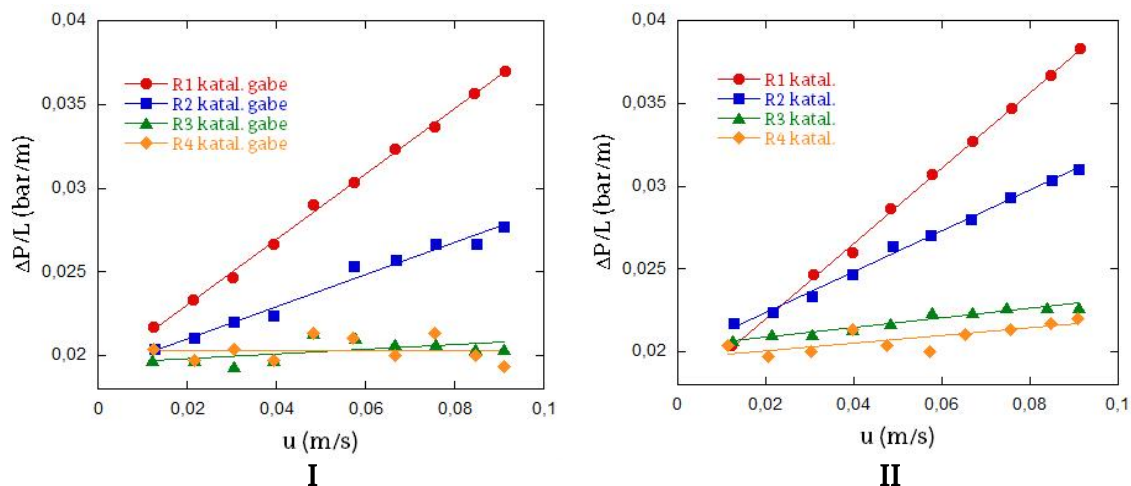 0,04
0,035
0,03
0,025
0,02
ΔP/L (bar/m)
R1 katal. gabe
R2 katal. gabe
R3 katal. gabe
R4 katal. gabe
0 0,02 0,04 0,06 0,08 0,1
u (m/s)
I
0,04
0,035
0,03
0,025
0,02
ΔP/L (bar/m)
R1 katal.
R2 katal.
R3 katal.
R4 katal.
0 0,02 0,04 0,06 0,08 0,1
u (m/s)
II